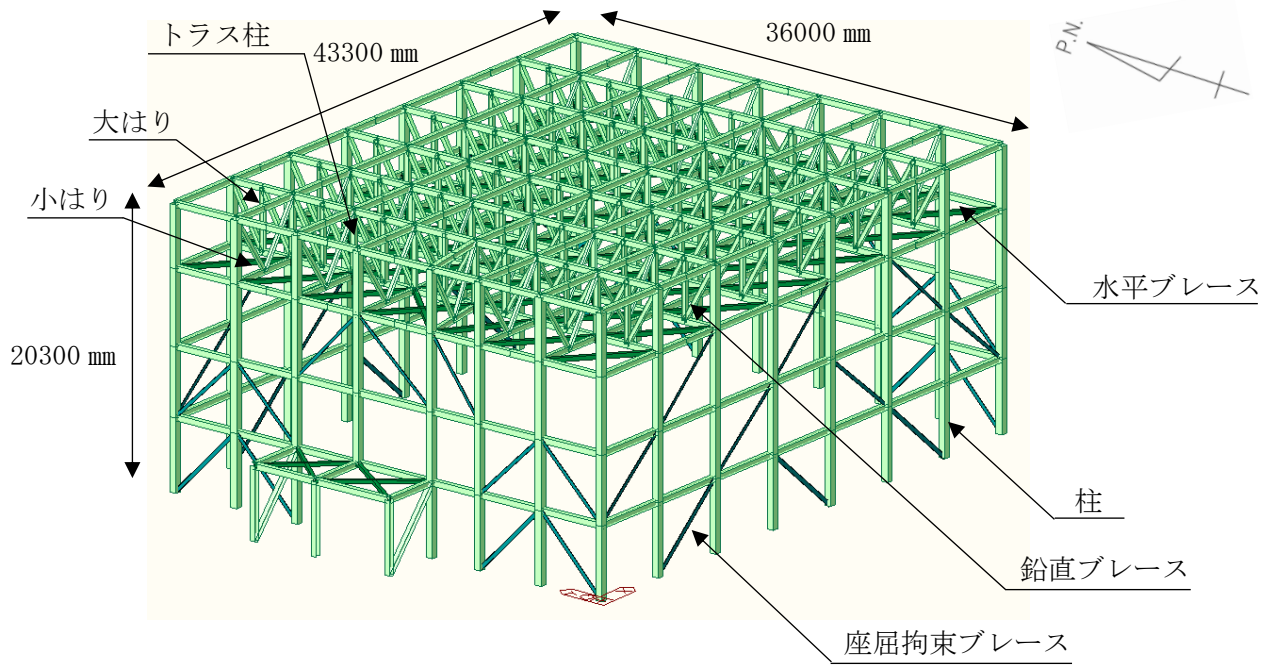 トラス柱
43300 mm
36000 mm
P.N.
大はり
小はり
水平ブレース
20300 mm
柱
鉛直ブレース
座屈拘束ブレース